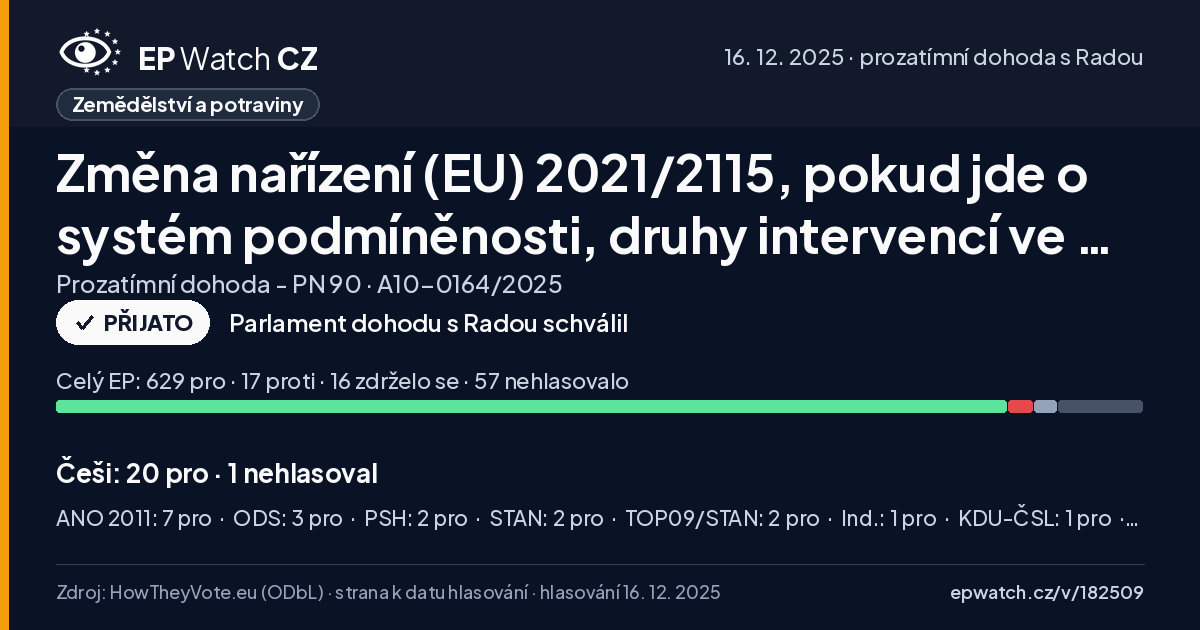 EP Watch CZ
16. 12. 2025 · prozatímní dohoda s Radou
Zemědělství a potraviny
Změna nařízení (EU) 2021/2115, pokud jde o
systém podmíněnosti, druhy intervencí ve ...
Prozatímní dohoda – PN 90 · A10–0164/2025
✓ PŘIJATO
Parlament dohodu s Radou schválil
Celý EP: 629 pro · 17 proti · 16 zdrželo se · 57 nehlasovalo
Češi: 20 pro · 1 nehlasoval
ANO 2011: 7 pro · ODS: 3 pro · PSH: 2 pro · STAN: 2 pro · TOP09/STAN: 2 pro · Ind.: 1 pro · KDU-ČSL: 1 pro ·...
Zdroj: HowTheyVote.eu (ODbL) · strana k datu hlasování · hlasování 16. 12. 2025
epwatch.cz/v/182509